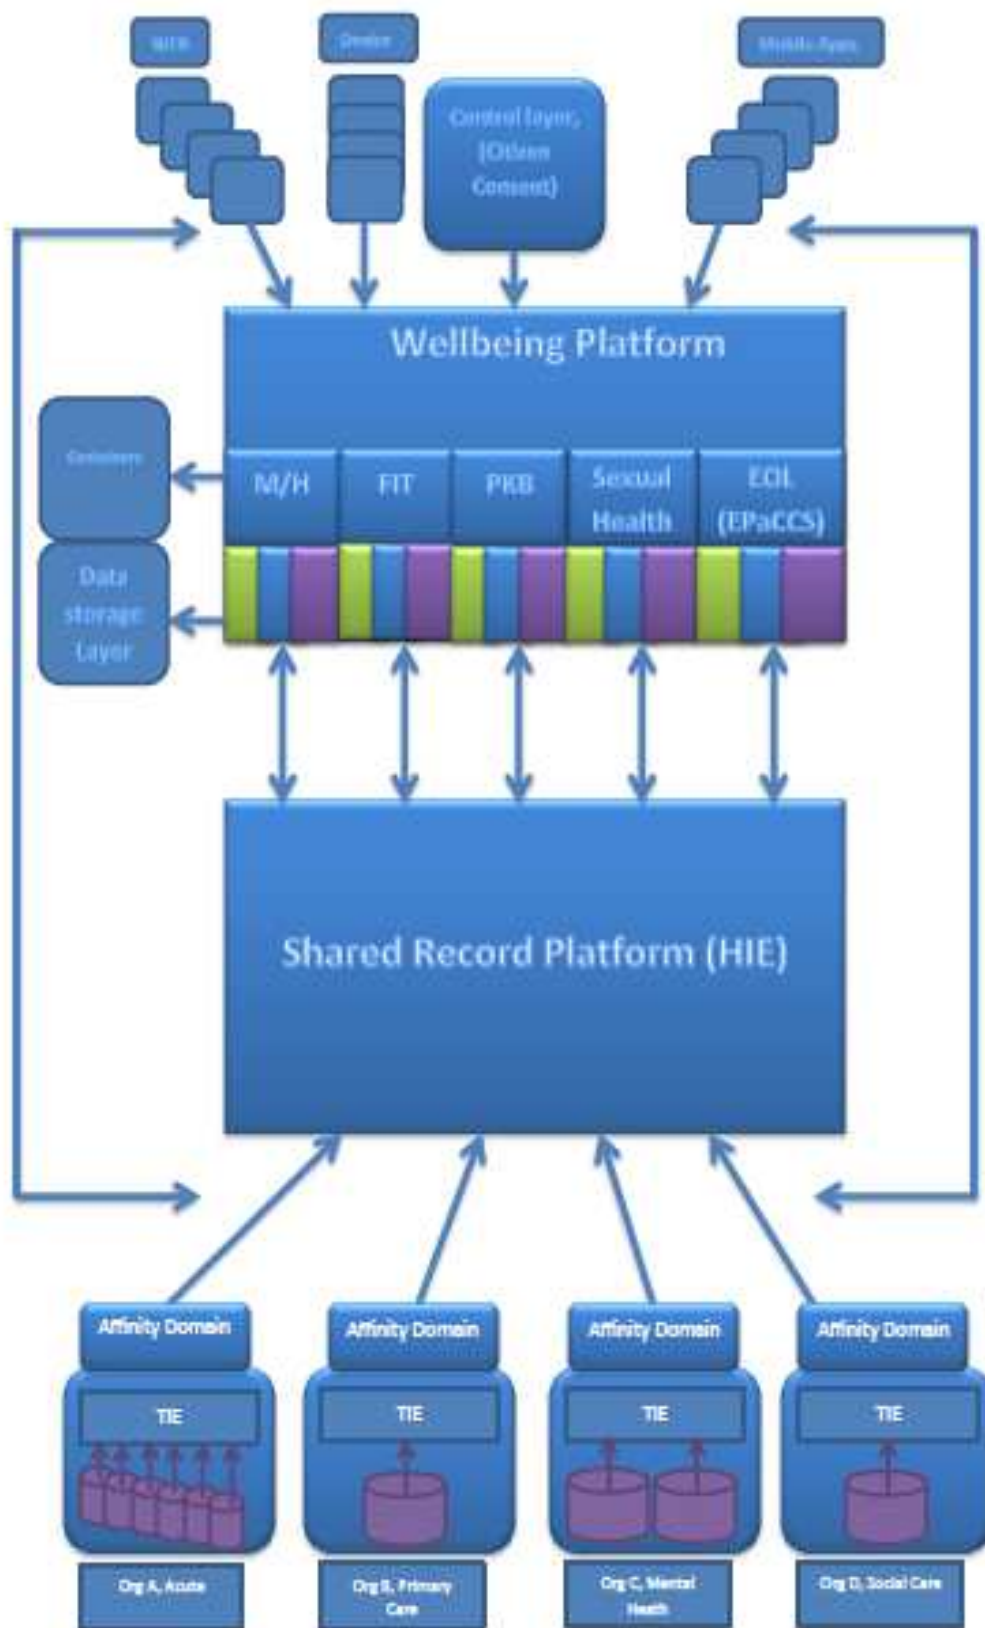 Device
Mobile Apps
Control layer,
(Citizen
Consent)
Wellbeing Platform
M/H
FIT
PKB
Sexual
Health
EOL
(EPaCCS)
Data
storage
Layer
Shared Record Platform (HIE)
Affinity Domain
Affinity Domain
Affinity Domain
Affinity Domain
TIE
TIE
TIE
TIE
Org A, Acute
Org B, Primary
Care
Org C, Mental
Heath
Org D, Social Care